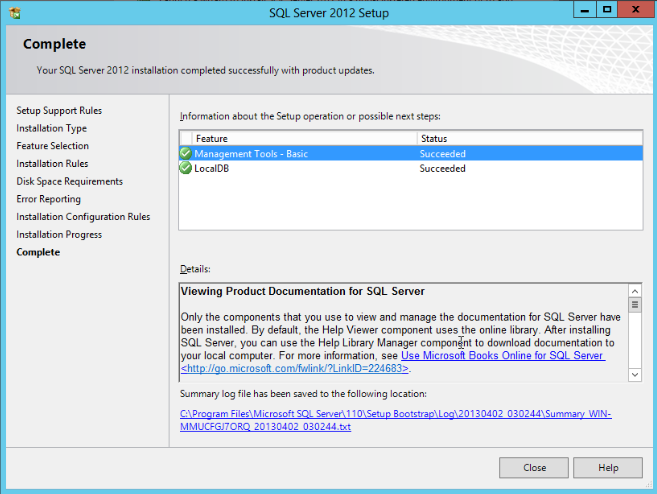 SQL Server 2012 Setup
Complete
Your SQL Server 2012 installation completed successfully with product updates.
Setup Support Rules
Installation Type
Feature Selection
Installation Rules
Disk Space Requirements
Error Reporting
Installation Configuration Rules
Installation Progress
Complete
Information about the Setup operation or possible next steps:
Feature Status
Management Tools - Basic Succeeded
LocalDB Succeeded
Details:
Viewing Product Documentation for SQL Server
Only the components that you use to view and manage the documentation for SQL Server have
been installed. By default, the Help Viewer component uses the online library. After installing
SQL Server, you can use the Help Library Manager component to download documentation to
your local computer. For more information, see Use Microsoft Books Online for SQL Server
<http://go.microsoft.com/fwlink/?LinkID=224683>.
Summary log file has been saved to the following location:
C:\Program Files\Microsoft SQL Server\110\Setup Bootstrap\Log\20130402_030244\Summary_WIN-
MMUCFGJ7ORQ_20130402_030244.txt
Close Help